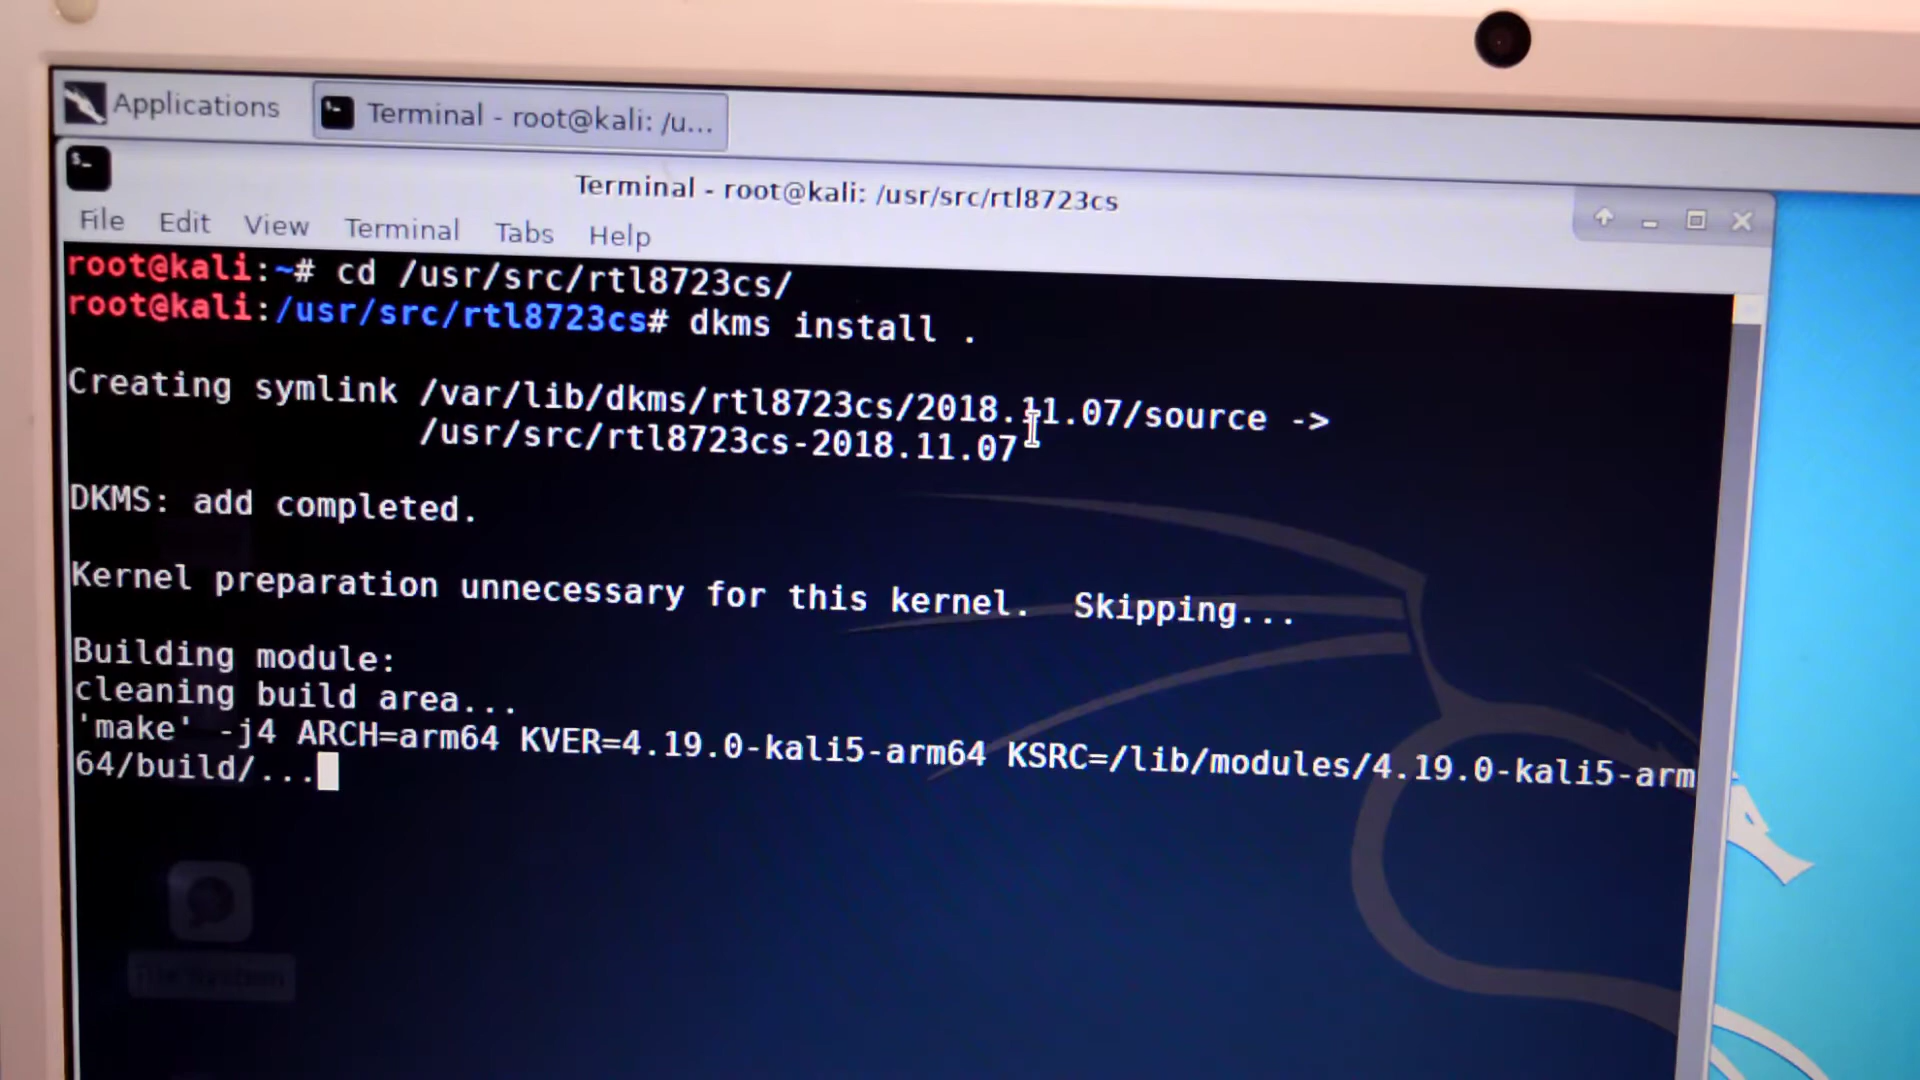 Applications
Terminal - root@kali: /u...
Terminal - root@kali: /usr/src/rtl8723cs
File Edit View Terminal Tabs Help
root@kali:~# cd /usr/src/rtl8723cs/
root@kali:/usr/src/rtl8723cs# dkms install .
Creating symlink /var/lib/dkms/rtl8723cs/2018.11.07/source ->
/usr/src/rtl8723cs-2018.11.07
DKMS: add completed.
Kernel preparation unnecessary for this kernel.  Skipping...
Building module:
cleaning build area...
'make' -j4 ARCH=arm64 KVER=4.19.0-kali5-arm64 KSRC=/lib/modules/4.19.0-kali5-arm
64/build/...
File System